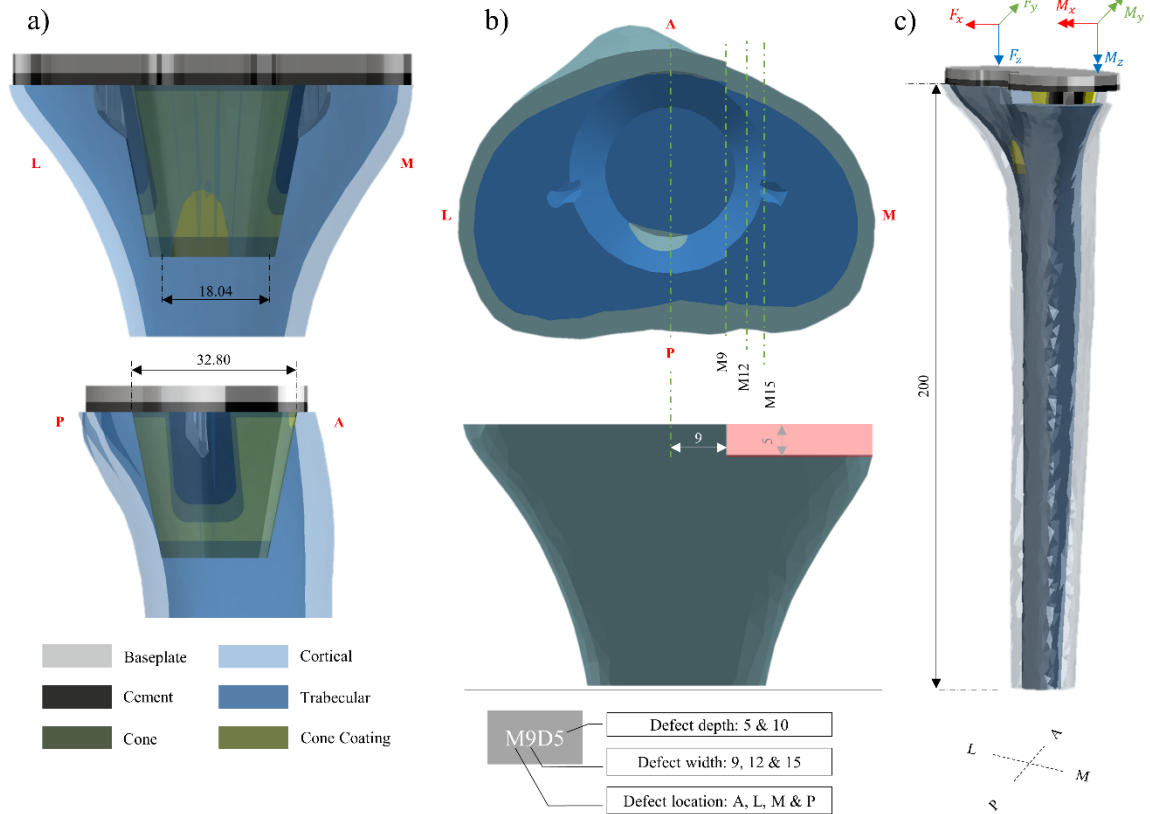 a)
L
M
18.04
32.80
P
A
Baseplate
Cortical
Cement
Trabecular
Cone
Cone Coating
b)
A
L
M
P
M9
M12
M15
9
5
M9D5
Defect depth: 5 & 10
Defect width: 9, 12 & 15
Defect location: A, L, M & P
c)
Fx
Fy
Fz
Mx
My
Mz
200
A
L
M
P